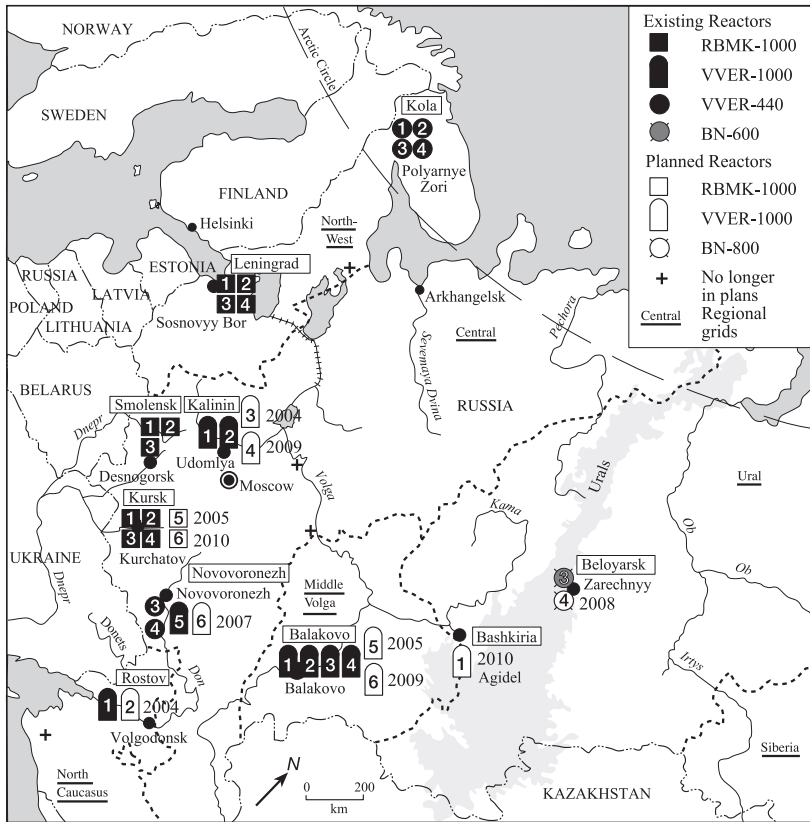 NORWAY
SWEDEN
FINLAND
Helsinki
Arctic Circle
Kola
1 2
3 4
Polyarnye
Zori
North-
West
ESTONIA
Leningrad
1 2
3 4
Sosnovyy Bor
RUSSIA
LATVIA
POLAND
LITHUANIA
BELARUS
Arkhangelsk
Severnaya Dvina
Central
Pechora
RUSSIA
Existing Reactors
RBMK-1000
VVER-1000
VVER-440
BN-600
Planned Reactors
RBMK-1000
VVER-1000
BN-800
No longer
in plans
Central
Regional
grids
Dnepr
Smolensk
1 2
3
Desnogorsk
Kalinin
1 2
3 2004
4 2009
Udomlya
Moscow
Volga
Kama
Urals
Ural
Ob
Ob
Irtys
Kursk
1 2 5 2005
3 4 6 2010
Kurchatov
UKRAINE
Dnepr
Donets
Novovoronezh
Novovoronezh
3
4
5 6 2007
Don
Middle
Volga
Balakovo
1 2 3 4
5 2005
6 2009
Balakovo
Bashkiria
1 2010
Agidel
Beloyarsk
3
Zarechnyy
4 2008
Rostov
1 2 2004
Volgodonsk
North
Caucasus
N
0 200
km
KAZAKHSTAN
Siberia